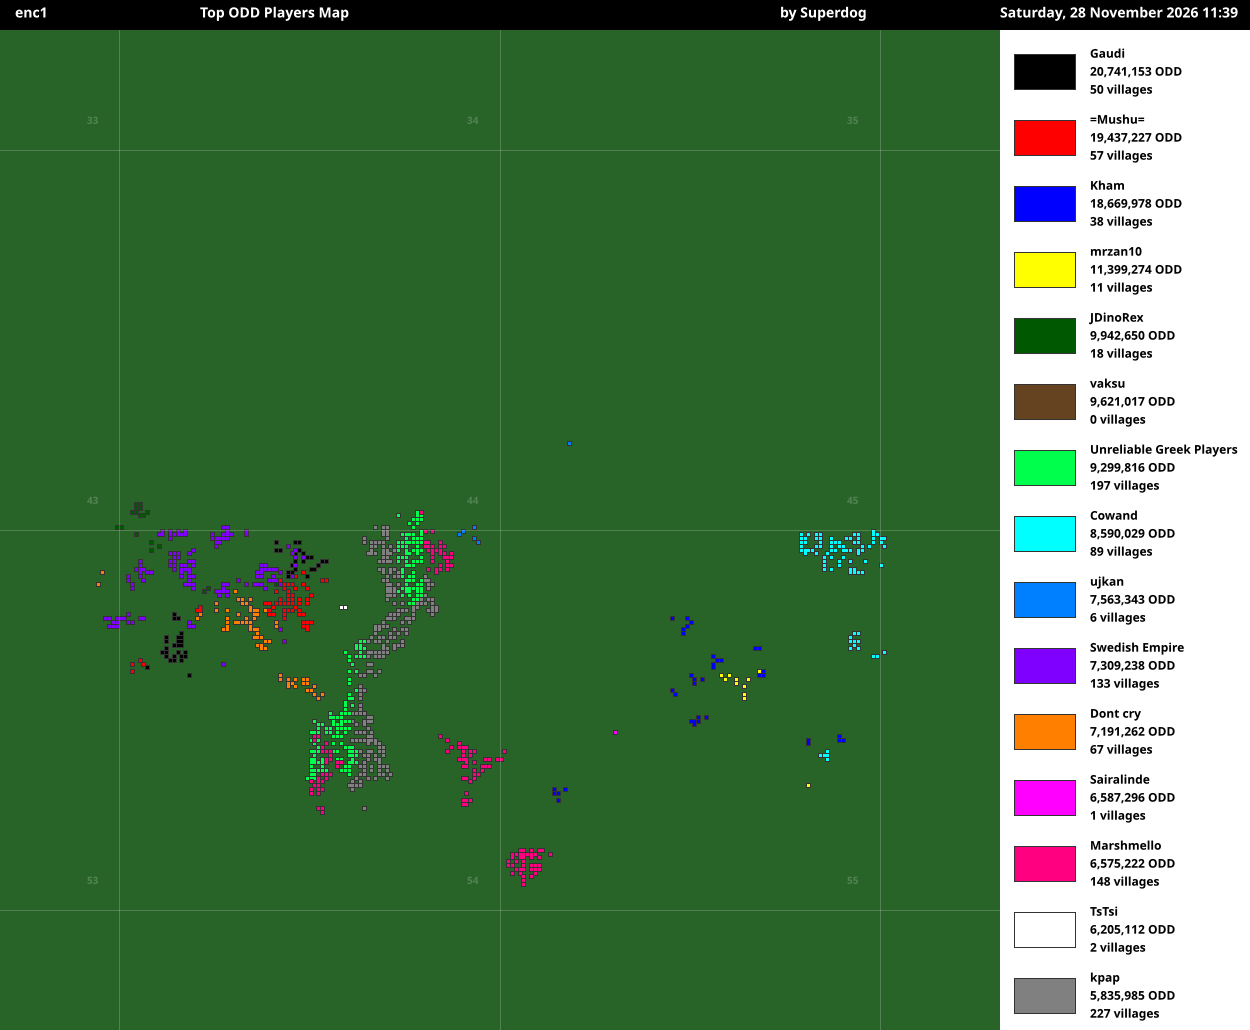 enc1 Top ODD Players Map by Superdog Saturday, 28 November 2026 11:39
33 34 35
43 44 45
53 54 55
Gaudi
20,741,153 ODD
50 villages
=Mushu=
19,437,227 ODD
57 villages
Kham
18,669,978 ODD
38 villages
mrzan10
11,399,274 ODD
11 villages
JDinoRex
9,942,650 ODD
18 villages
vaksu
9,621,017 ODD
0 villages
Unreliable Greek Players
9,299,816 ODD
197 villages
Cowand
8,590,029 ODD
89 villages
ujkan
7,563,343 ODD
6 villages
Swedish Empire
7,309,238 ODD
133 villages
Dont cry
7,191,262 ODD
67 villages
Sairalinde
6,587,296 ODD
1 villages
Marshmello
6,575,222 ODD
148 villages
TsTsi
6,205,112 ODD
2 villages
kpap
5,835,985 ODD
227 villages